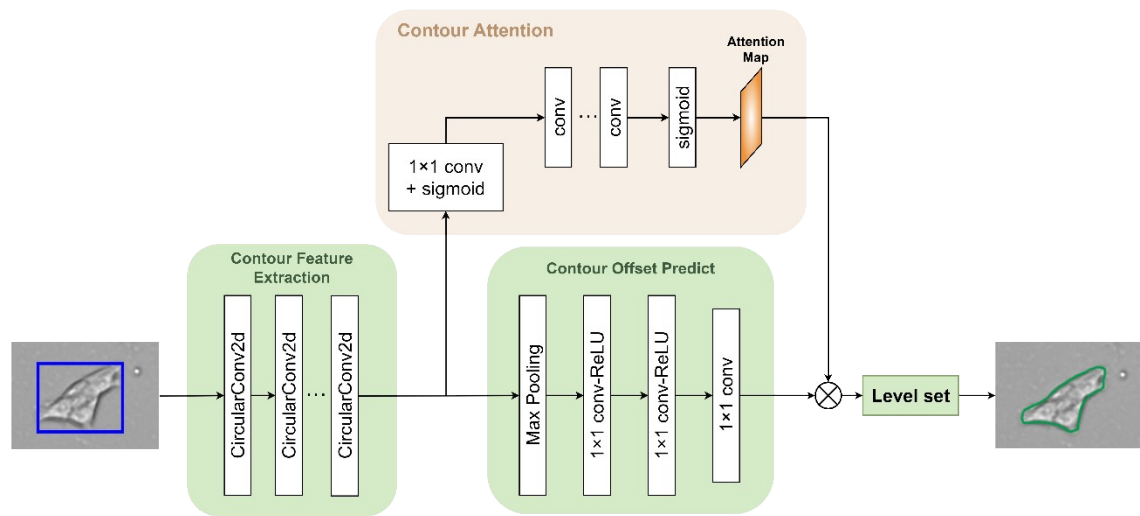 Contour Attention
Attention
Map
conv
...
conv
sigmoid
1×1 conv
+ sigmoid
Contour Feature
Extraction
CircularConv2d
CircularConv2d
...
CircularConv2d
Contour Offset Predict
Max Pooling
1×1 conv-ReLU
1×1 conv-ReLU
1×1 conv
Level set